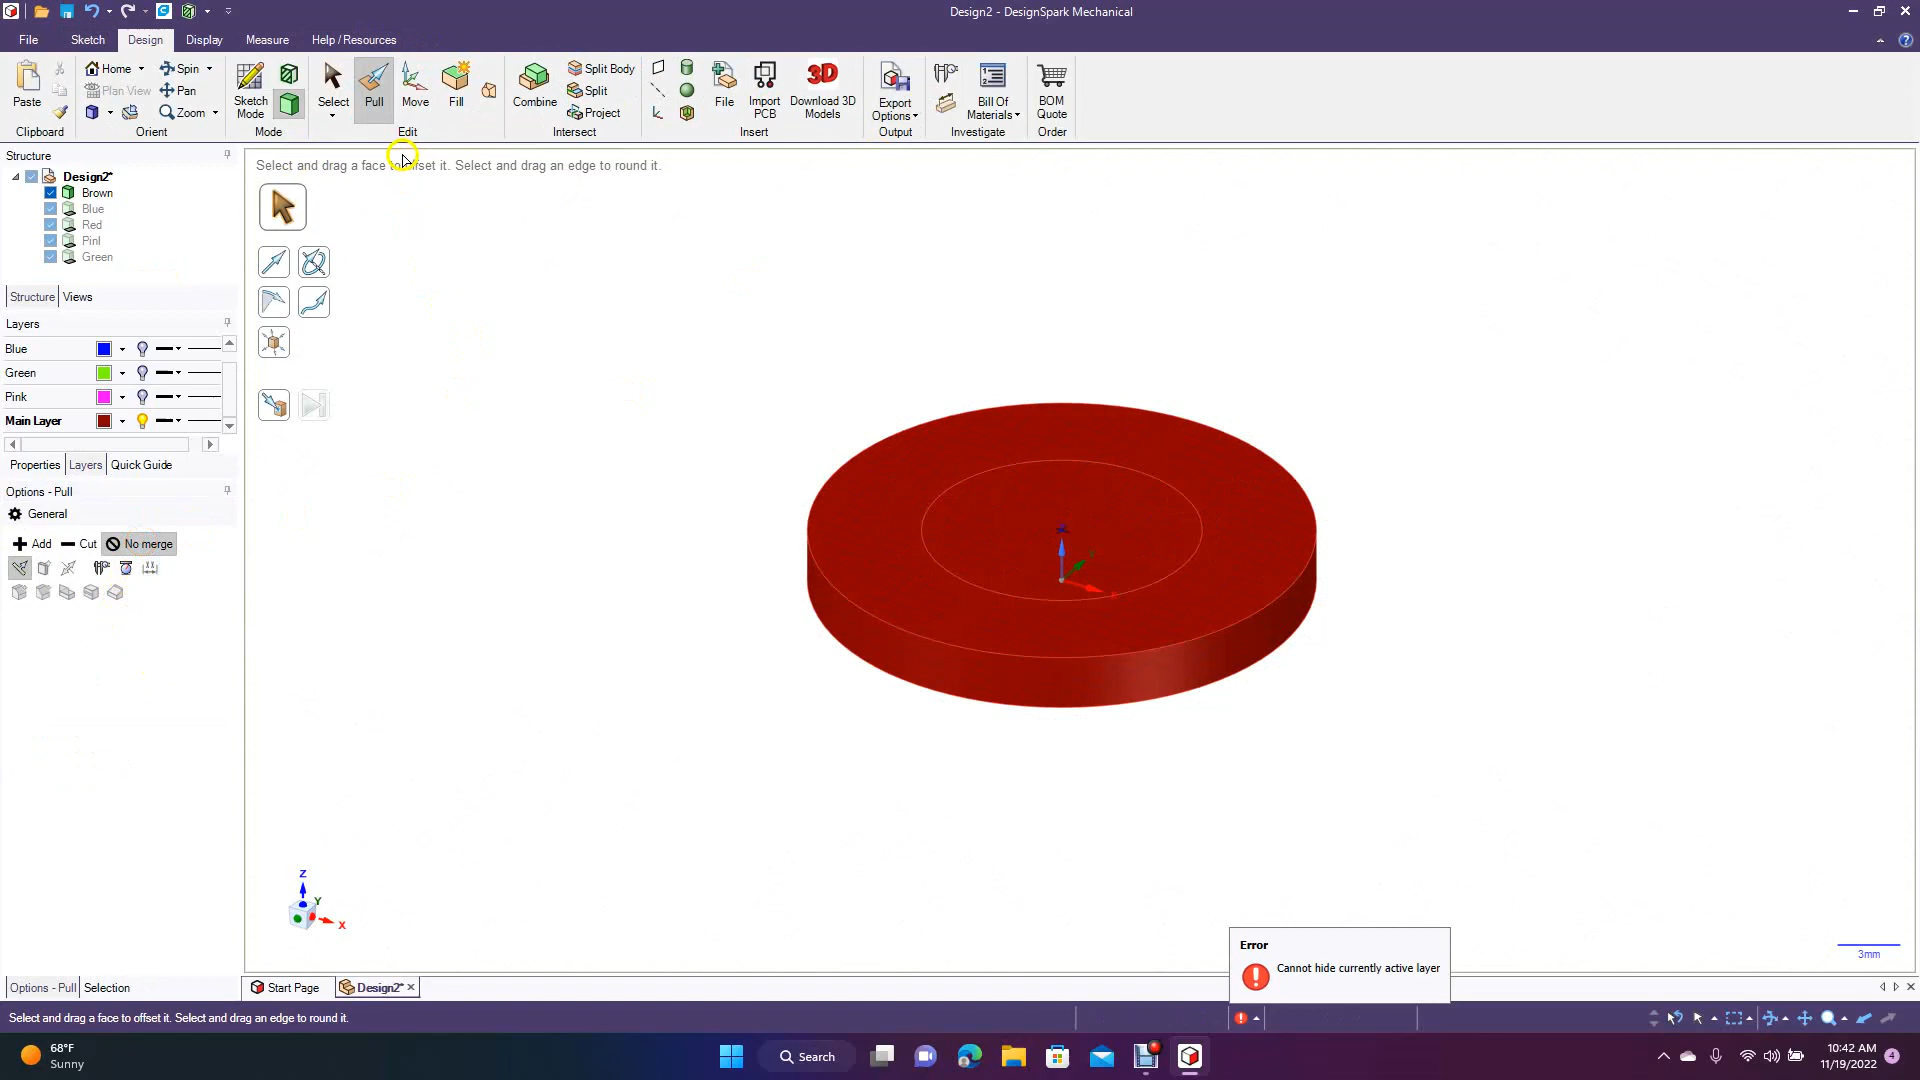 Design2 - DesignSpark Mechanical
File Sketch Design Display Measure Help / Resources
Paste
Clipboard
Home Spin
Plan View Pan
Zoom
Orient
Sketch Mode
Mode
Select Pull Move Fill
Edit
Combine
Split Body
Split
Project
Intersect
File
Import PCB
3D
Download 3D Models
Insert
Export Options
Output
Bill Of Materials
Investigate
BOM Quote
Order
Structure
Design2*
Brown
Blue
Red
Pinl
Green
Structure Views
Layers
Blue
Green
Pink
Main Layer
Properties Layers Quick Guide
Options - Pull
General
Add Cut No merge
Options - Pull Selection
Select and drag a face to offset it. Select and drag an edge to round it.
Z
Y
X
3mm
Error
Cannot hide currently active layer
Start Page Design2*
Select and drag a face to offset it. Select and drag an edge to round it.
68°F
Sunny
Search
10:42 AM
11/19/2022
4